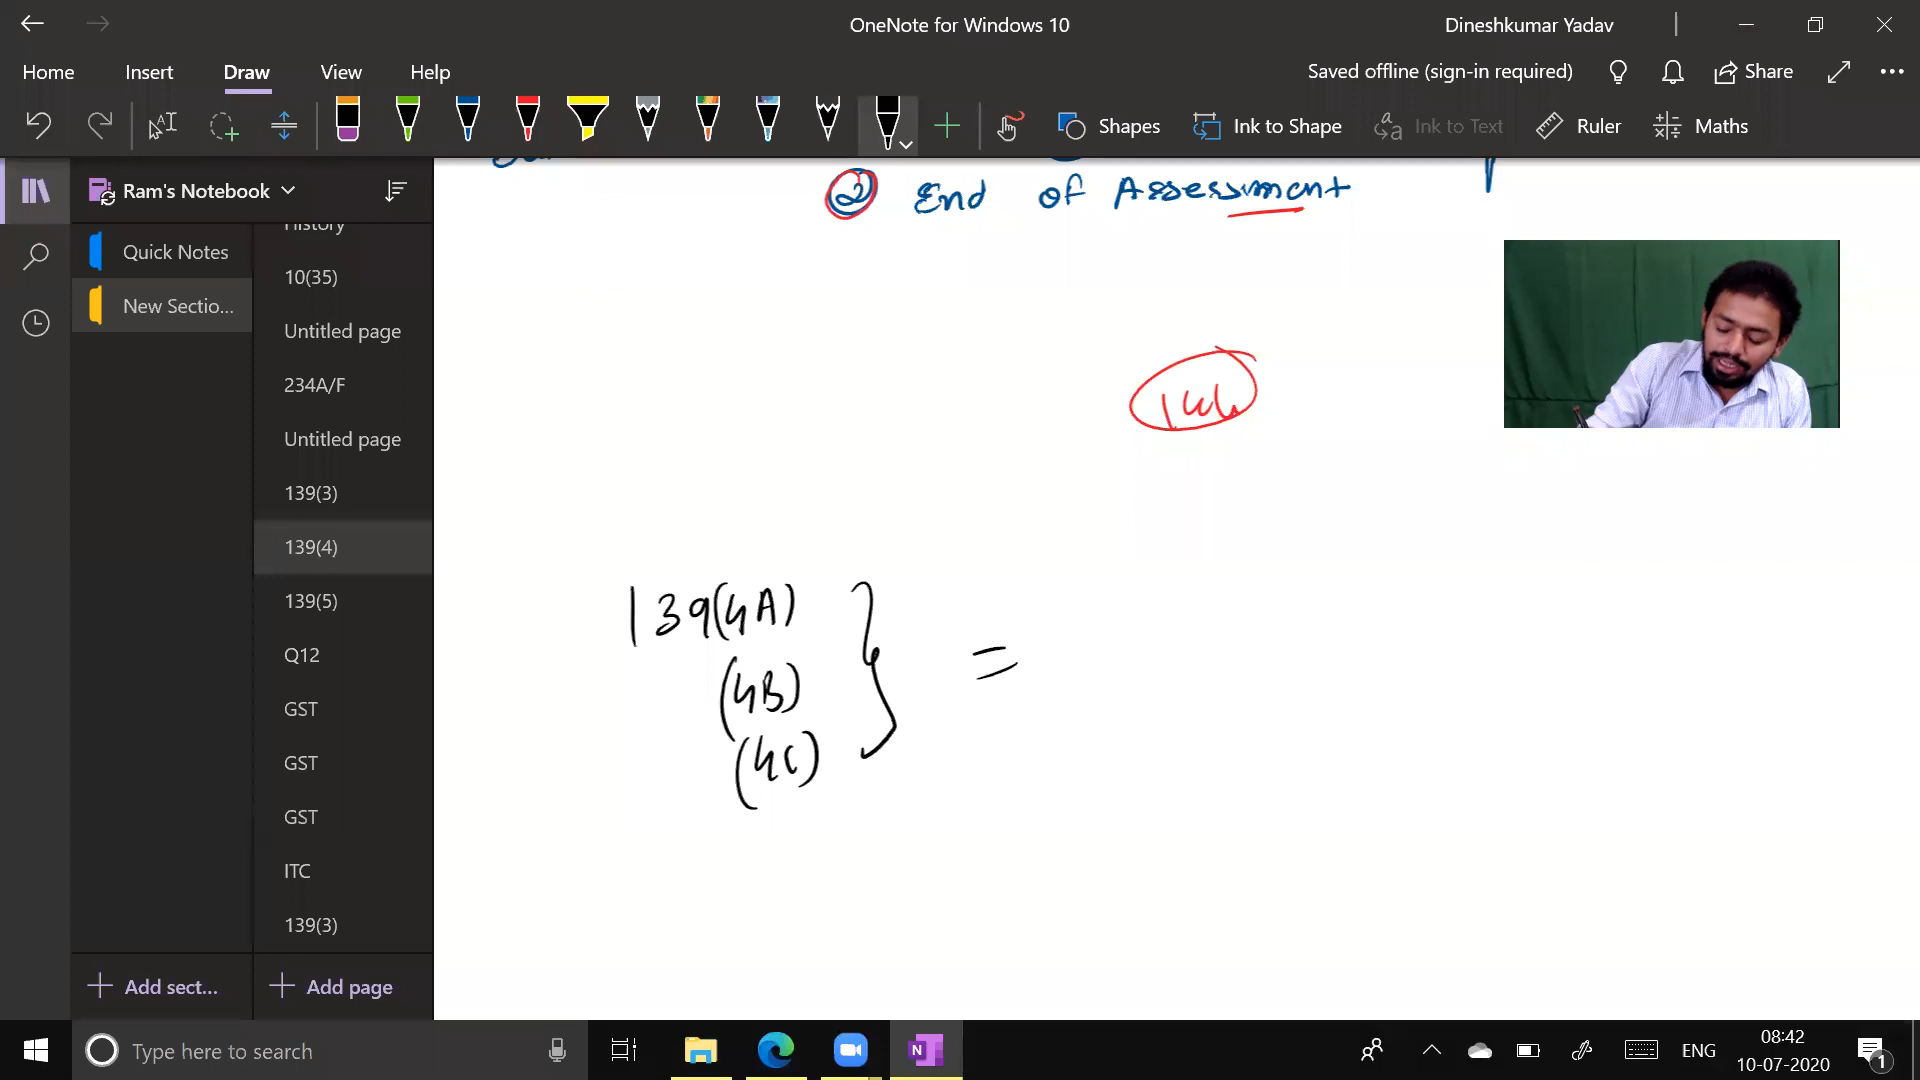 OneNote for Windows 10
Dineshkumar Yadav
Home
Insert
Draw
View
Help
Saved offline (sign-in required)
Share
Shapes
Ink to Shape
Ink to Text
Ruler
Maths
Ram's Notebook
Quick Notes
New Sectio...
History
10(35)
Untitled page
234A/F
Untitled page
139(3)
139(4)
139(5)
Q12
GST
GST
GST
ITC
139(3)
Add sect...
Add page
② End of Assessment
139(4A)
(4B)
(4C)
=
Type here to search
ENG
08:42
10-07-2020
1